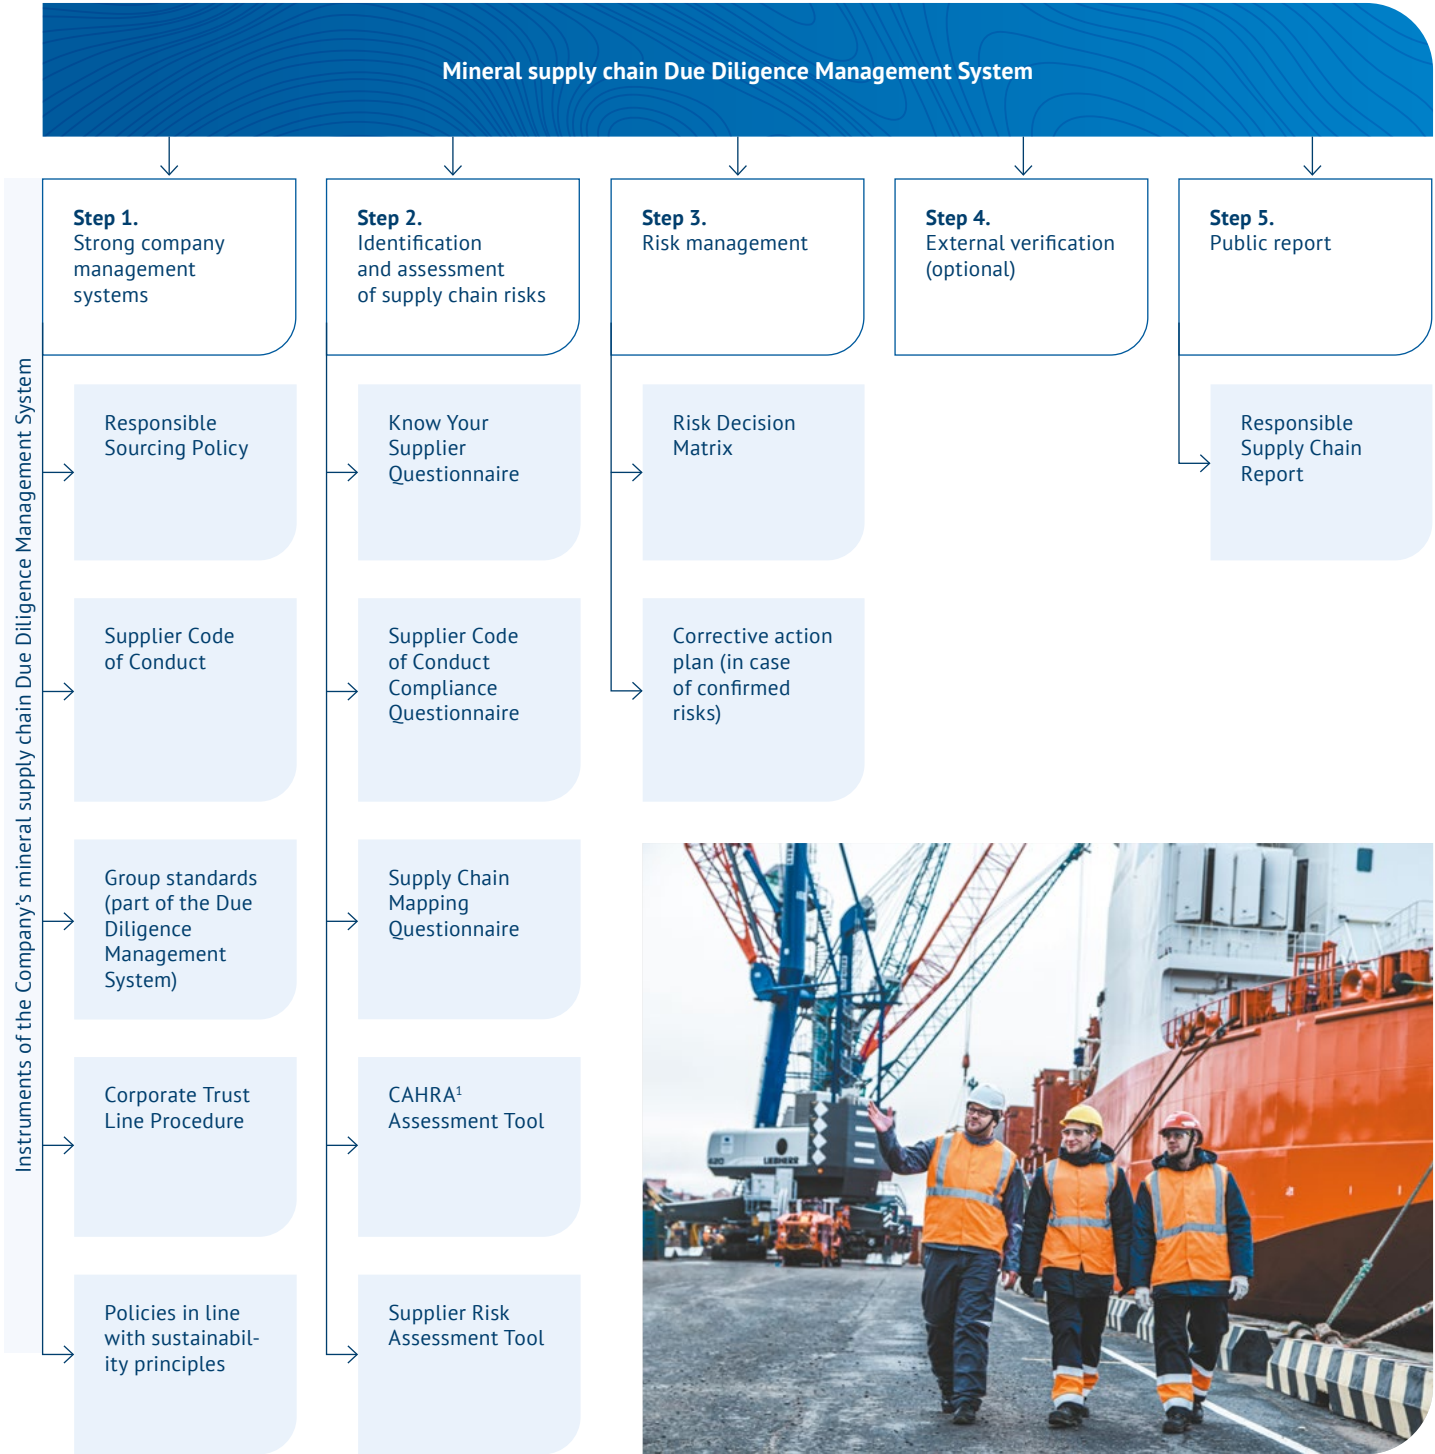 Mineral supply chain Due Diligence Management System
Instruments of the Company's mineral supply chain Due Diligence Management System
Step 1.
Strong company
management
systems
Responsible
Sourcing Policy
Supplier Code
of Conduct
Group standards
(part of the Due
Diligence
Management
System)
Corporate Trust
Line Procedure
Policies in line
with sustainabil-
ity principles
Step 2.
Identification
and assessment
of supply chain risks
Know Your
Supplier
Questionnaire
Supplier Code
of Conduct
Compliance
Questionnaire
Supply Chain
Mapping
Questionnaire
CAHRA¹
Assessment Tool
Supplier Risk
Assessment Tool
Step 3.
Risk management
Risk Decision
Matrix
Corrective action
plan (in case
of confirmed
risks)
Step 4.
External verification
(optional)
Step 5.
Public report
Responsible
Supply Chain
Report
420
LIEBHERR